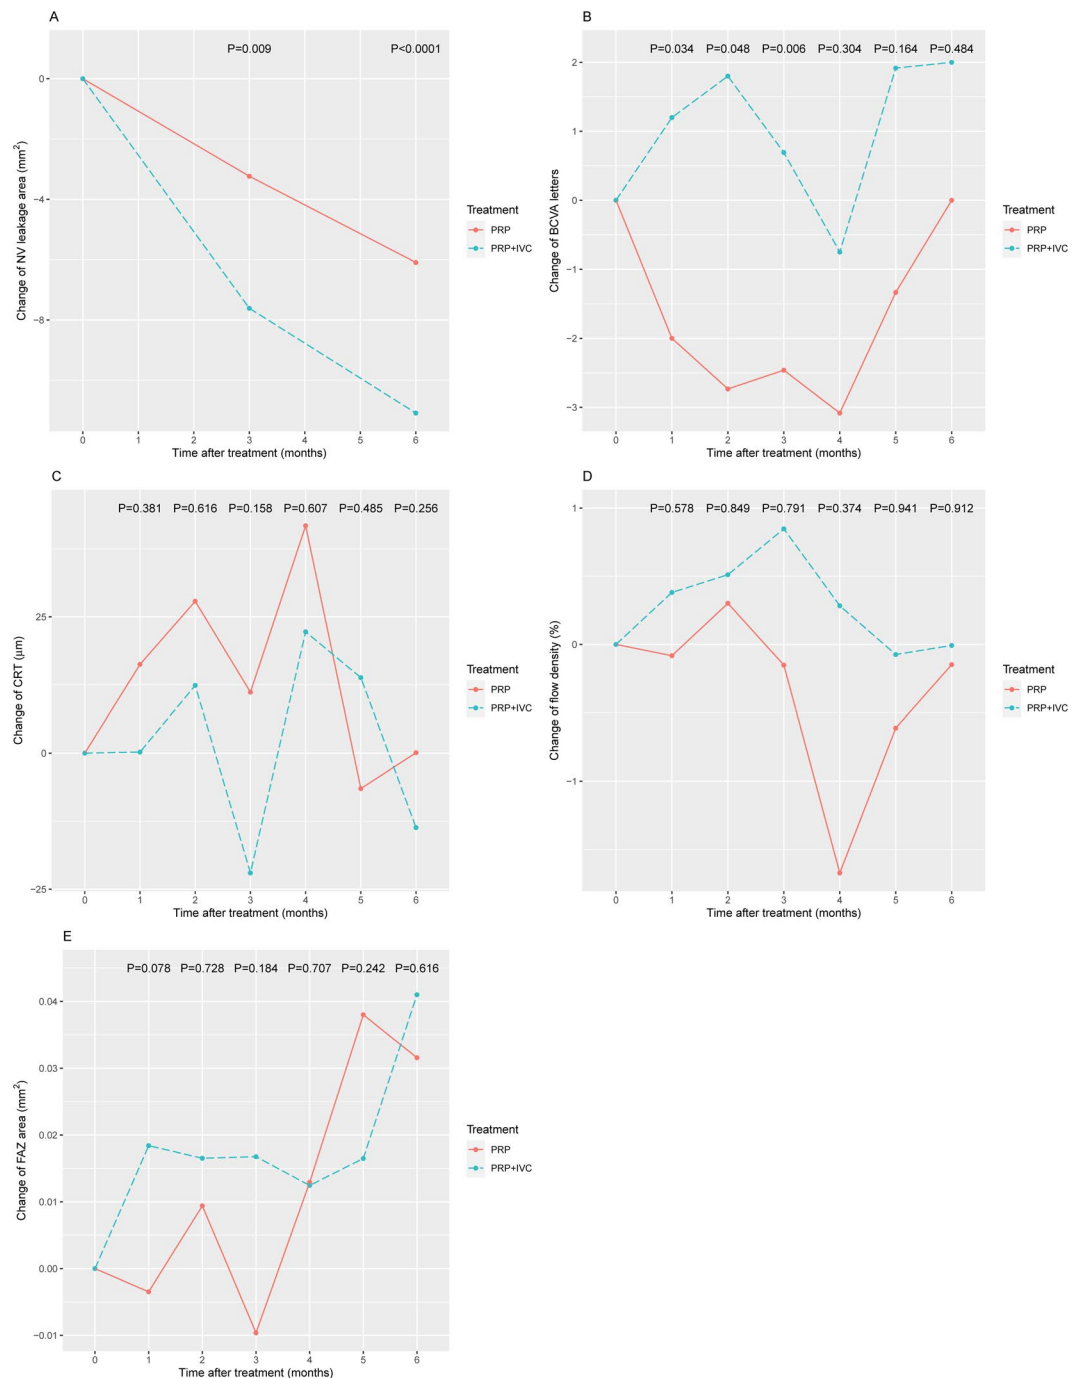 A
P=0.009 P<0.0001
0
−4
−8
Change of NV leakage area (mm²)
0 1 2 3 4 5 6
Time after treatment (months)
Treatment
PRP
PRP+IVC
B
P=0.034 P=0.048 P=0.006 P=0.304 P=0.164 P=0.484
2
1
0
−1
−2
−3
Change of BCVA letters
0 1 2 3 4 5 6
Time after treatment (months)
Treatment
PRP
PRP+IVC
C
P=0.381 P=0.616 P=0.158 P=0.607 P=0.485 P=0.256
25
0
−25
Change of CRT (μm)
0 1 2 3 4 5 6
Time after treatment (months)
Treatment
PRP
PRP+IVC
D
P=0.578 P=0.849 P=0.791 P=0.374 P=0.941 P=0.912
1
0
−1
Change of flow density (%)
0 1 2 3 4 5 6
Time after treatment (months)
Treatment
PRP
PRP+IVC
E
P=0.078 P=0.728 P=0.184 P=0.707 P=0.242 P=0.616
0.04
0.03
0.02
0.01
0.00
−0.01
Change of FAZ area (mm²)
0 1 2 3 4 5 6
Time after treatment (months)
Treatment
PRP
PRP+IVC